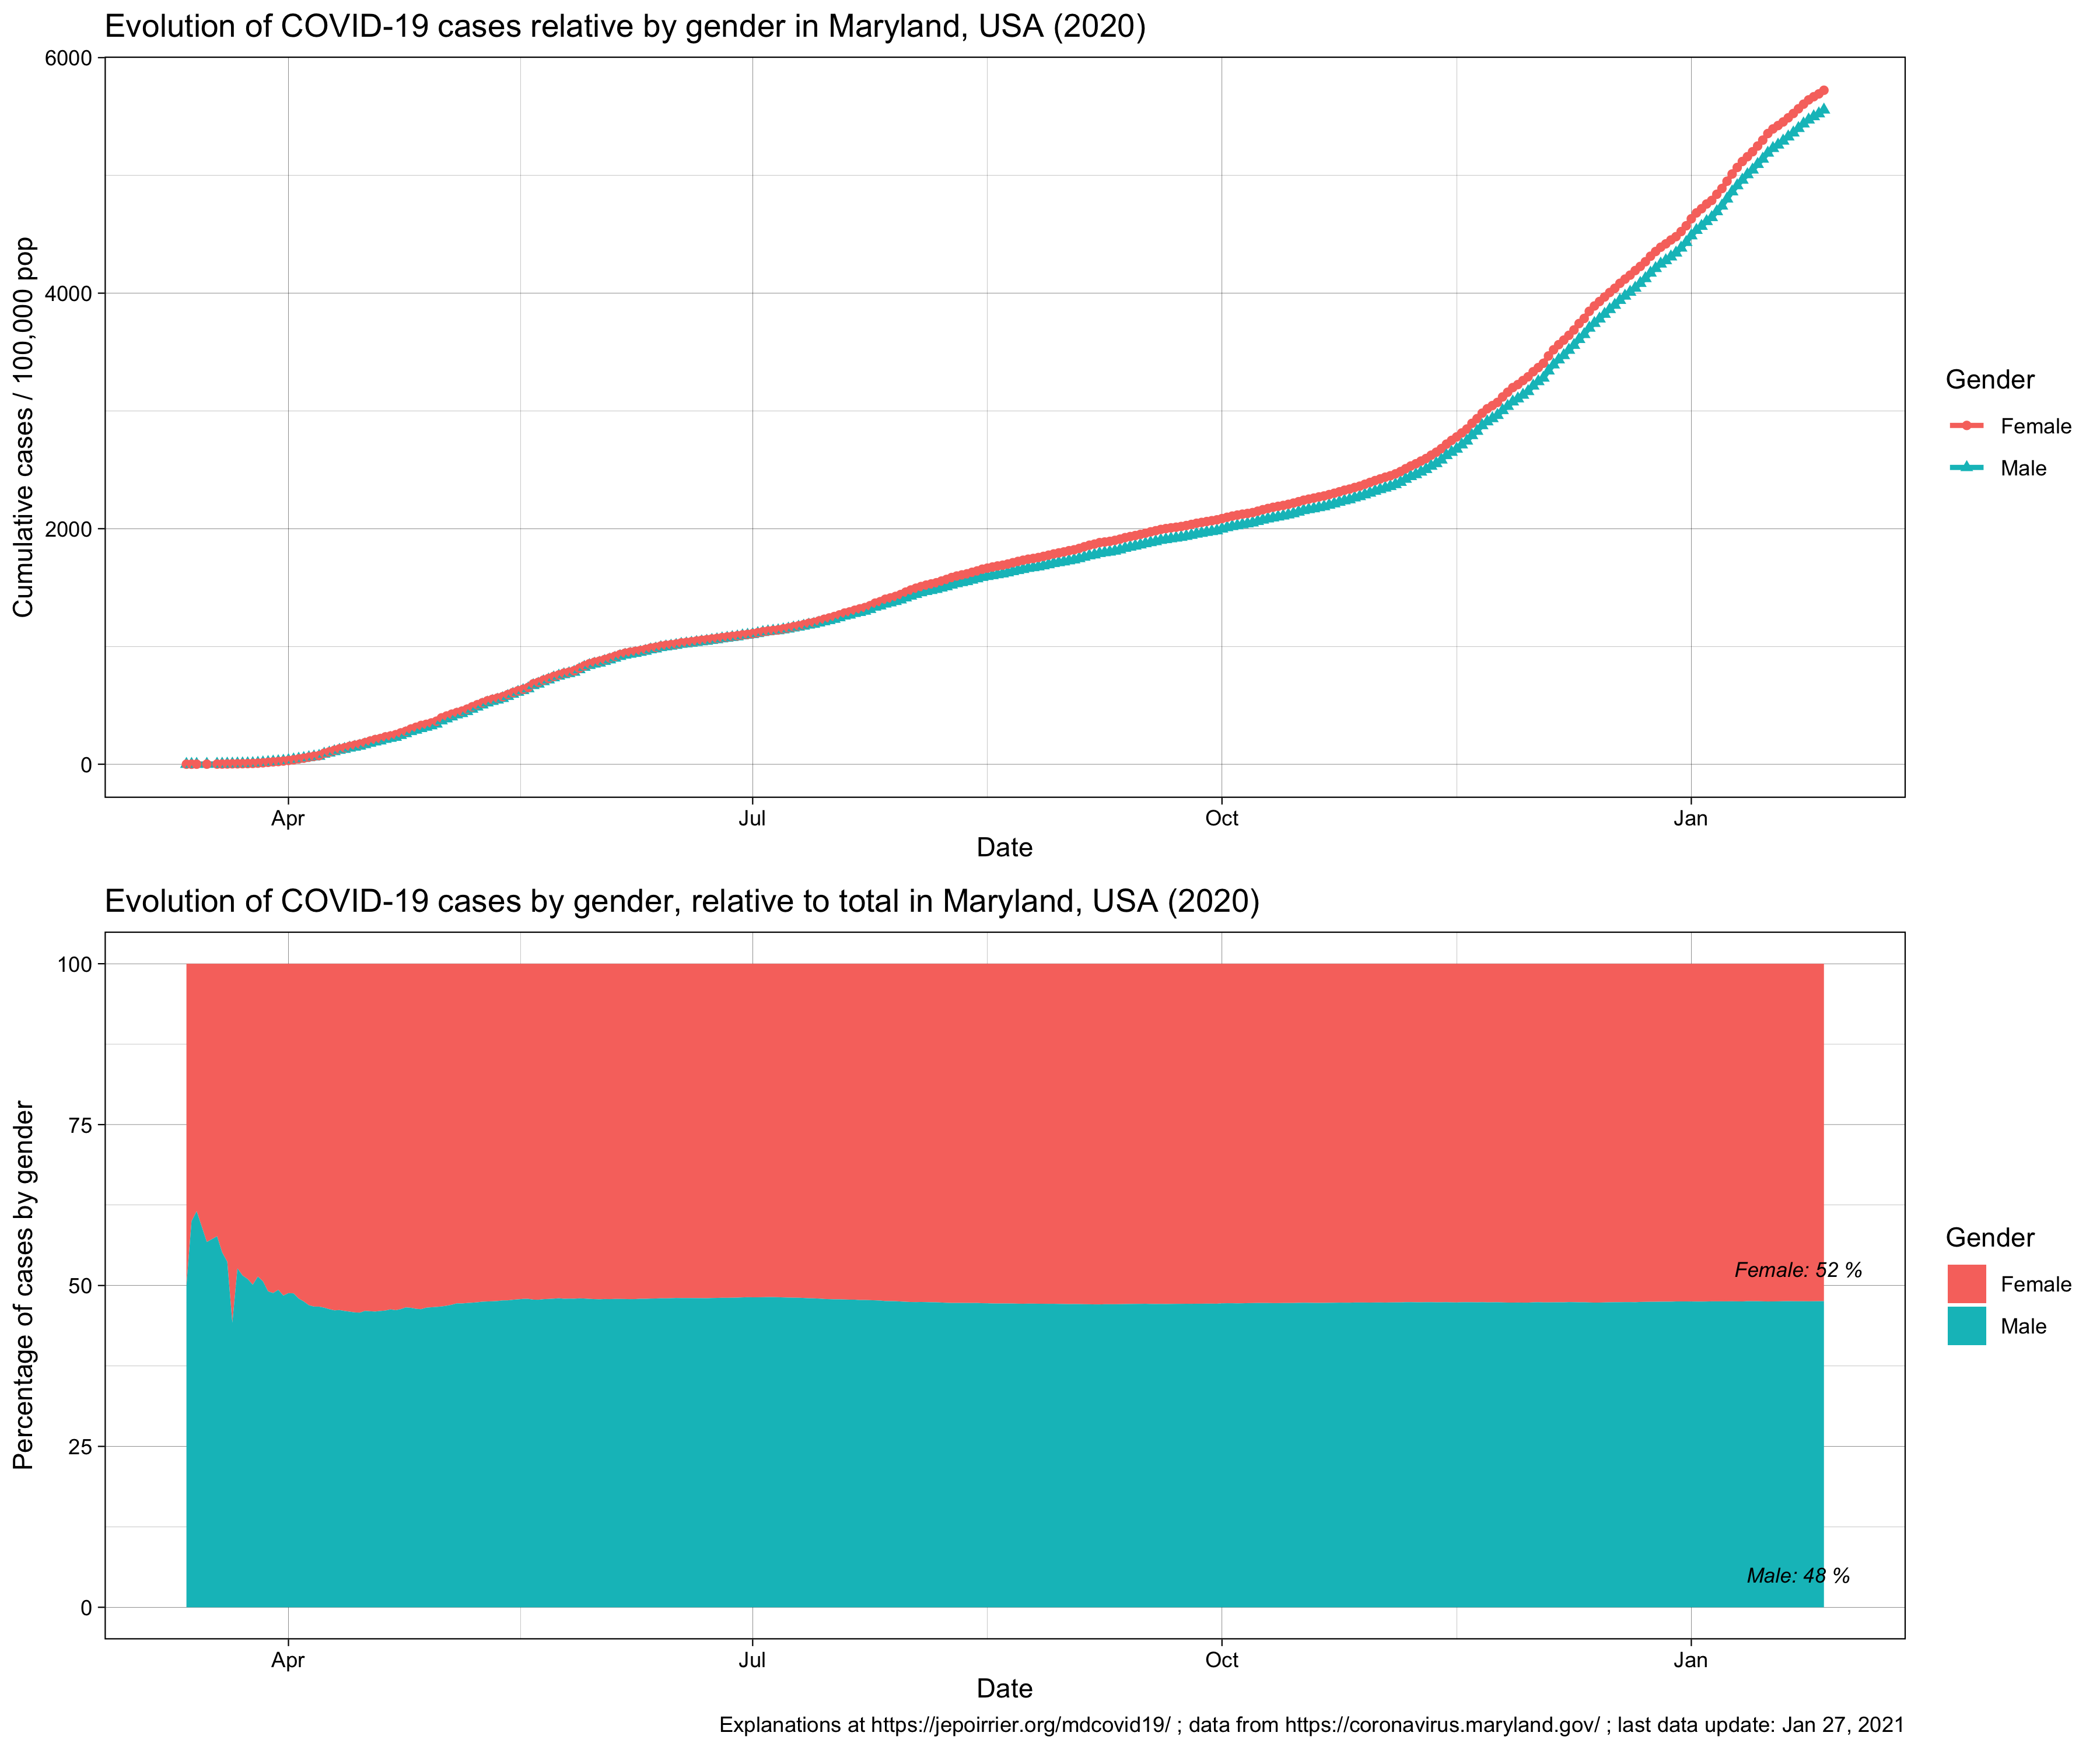 Evolution of COVID-19 cases relative by gender in Maryland, USA (2020)
6000
4000
2000
0
Cumulative cases / 100,000 pop
Apr
Jul
Oct
Jan
Date
Gender
Female
Male
Evolution of COVID-19 cases by gender, relative to total in Maryland, USA (2020)
100
75
50
25
0
Percentage of cases by gender
Female: 52 %
Male: 48 %
Apr
Jul
Oct
Jan
Date
Gender
Female
Male
Explanations at https://jepoirrier.org/mdcovid19/ ; data from https://coronavirus.maryland.gov/ ; last data update: Jan 27, 2021